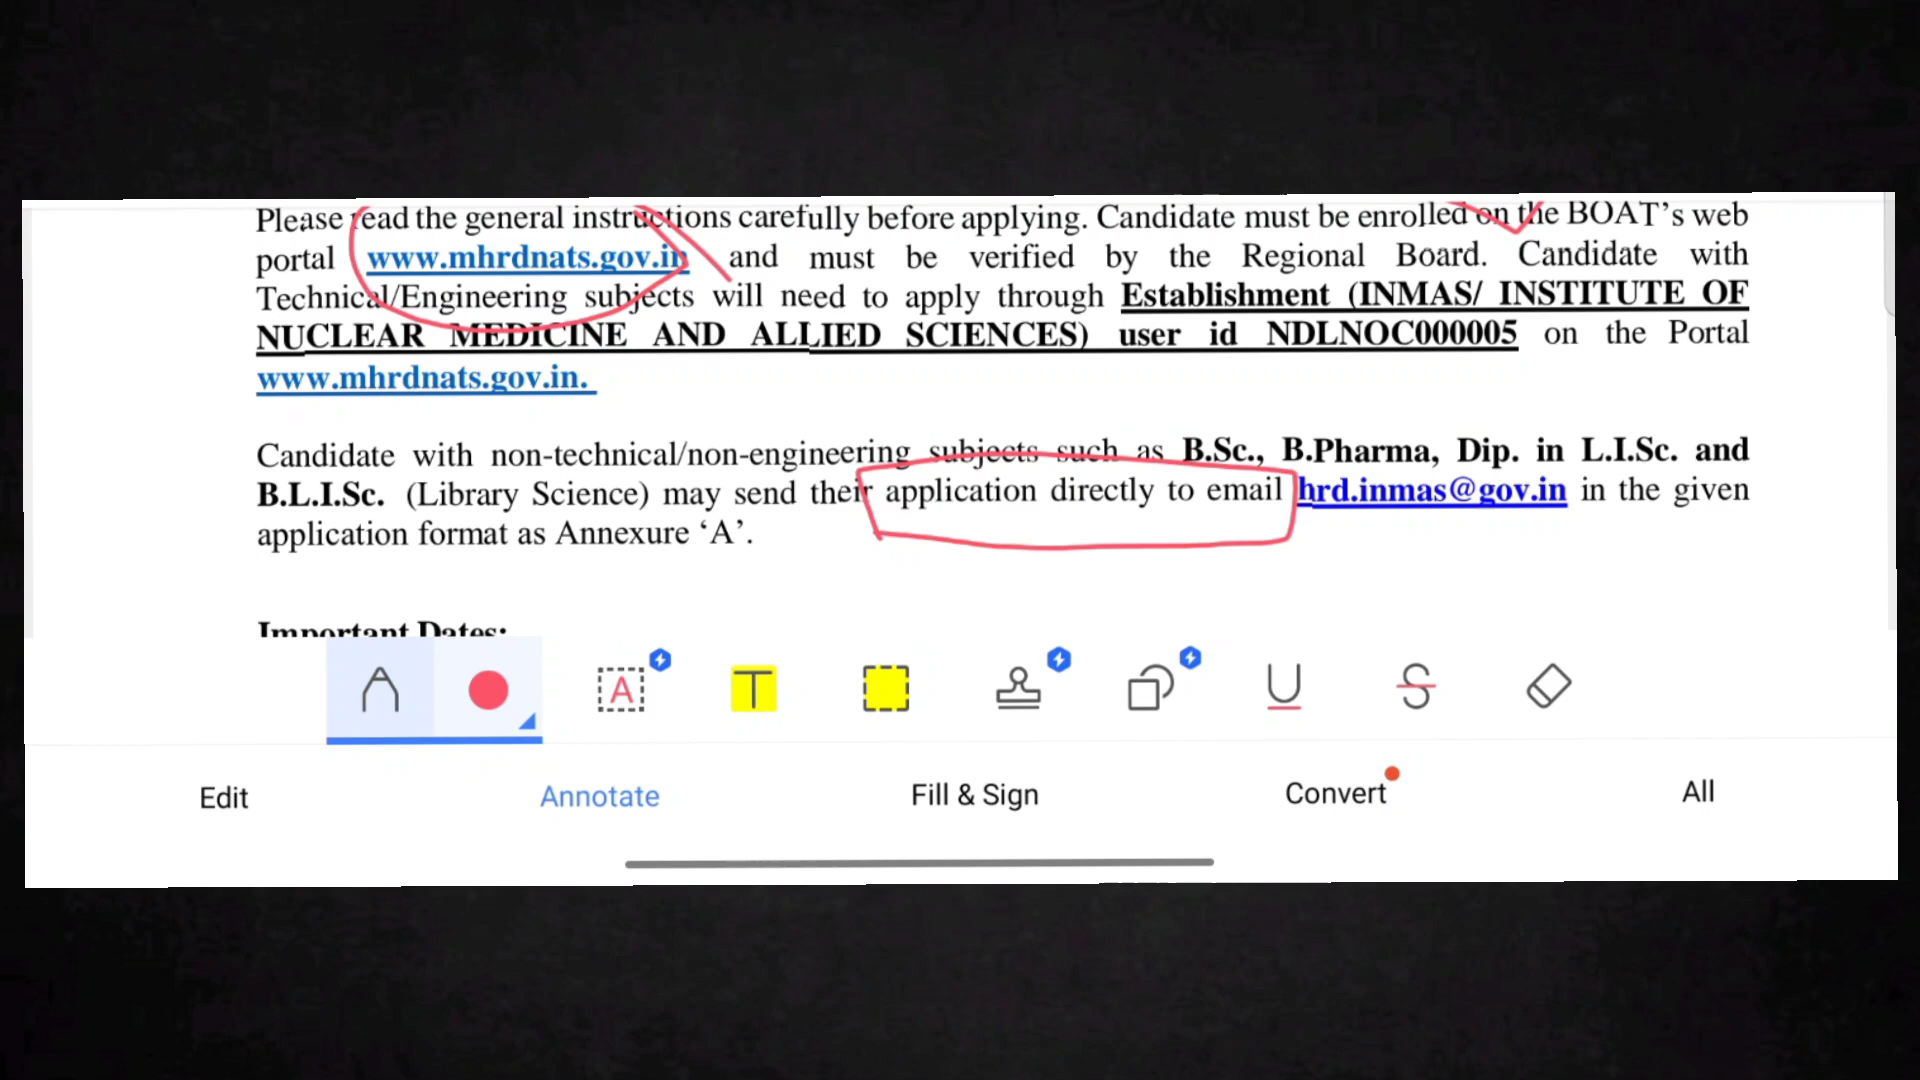 Please read the general instructions carefully before applying. Candidate must be enrolled on the BOAT's web
portal www.mhrdnats.gov.in and must be verified by the Regional Board. Candidate with
Technical/Engineering subjects will need to apply through Establishment (INMAS/ INSTITUTE OF
NUCLEAR MEDICINE AND ALLIED SCIENCES) user id NDLNOC000005 on the Portal
www.mhrdnats.gov.in.
Candidate with non-technical/non-engineering subjects such as B.Sc., B.Pharma, Dip. in L.I.Sc. and
B.L.I.Sc. (Library Science) may send their application directly to email hrd.inmas@gov.in in the given
application format as Annexure ‘A’.
Important Dates:
A T U S
Edit Annotate Fill & Sign Convert All